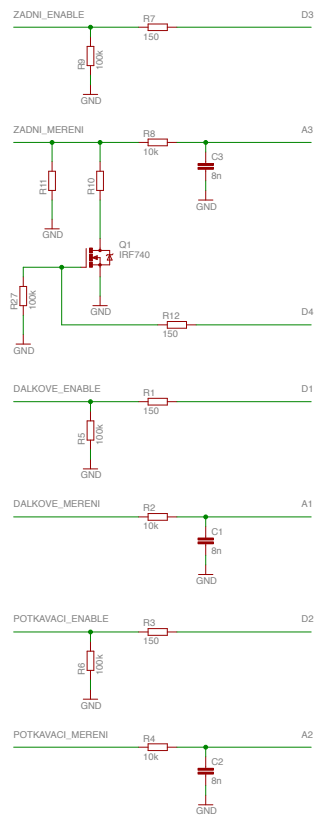 ZADNI_ENABLE R7 D3
150
R9 100k
GND
ZADNI_MERENI R8 A3
10k
C3
8n
R11 R10
GND
GND
Q1
IRF740
R27 100k
GND
R12 D4
150
GND
DALKOVE_ENABLE R1 D1
150
R5 100k
GND
DALKOVE_MERENI R2 A1
10k
C1
8n
GND
POTKAVACI_ENABLE R3 D2
150
R6 100k
GND
POTKAVACI_MERENI R4 A2
10k
C2
8n
GND